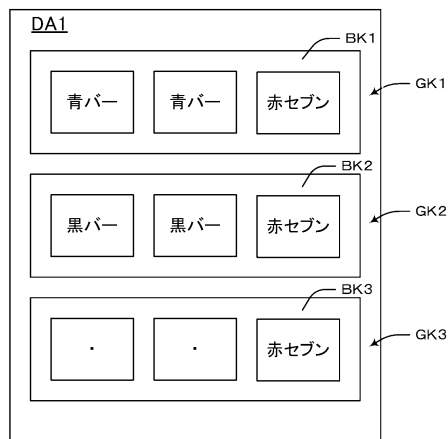 DA1
BK1
青バー 青バー 赤セブン
GK1
BK2
黒バー 黒バー 赤セブン
GK2
BK3
・ ・ 赤セブン
GK3